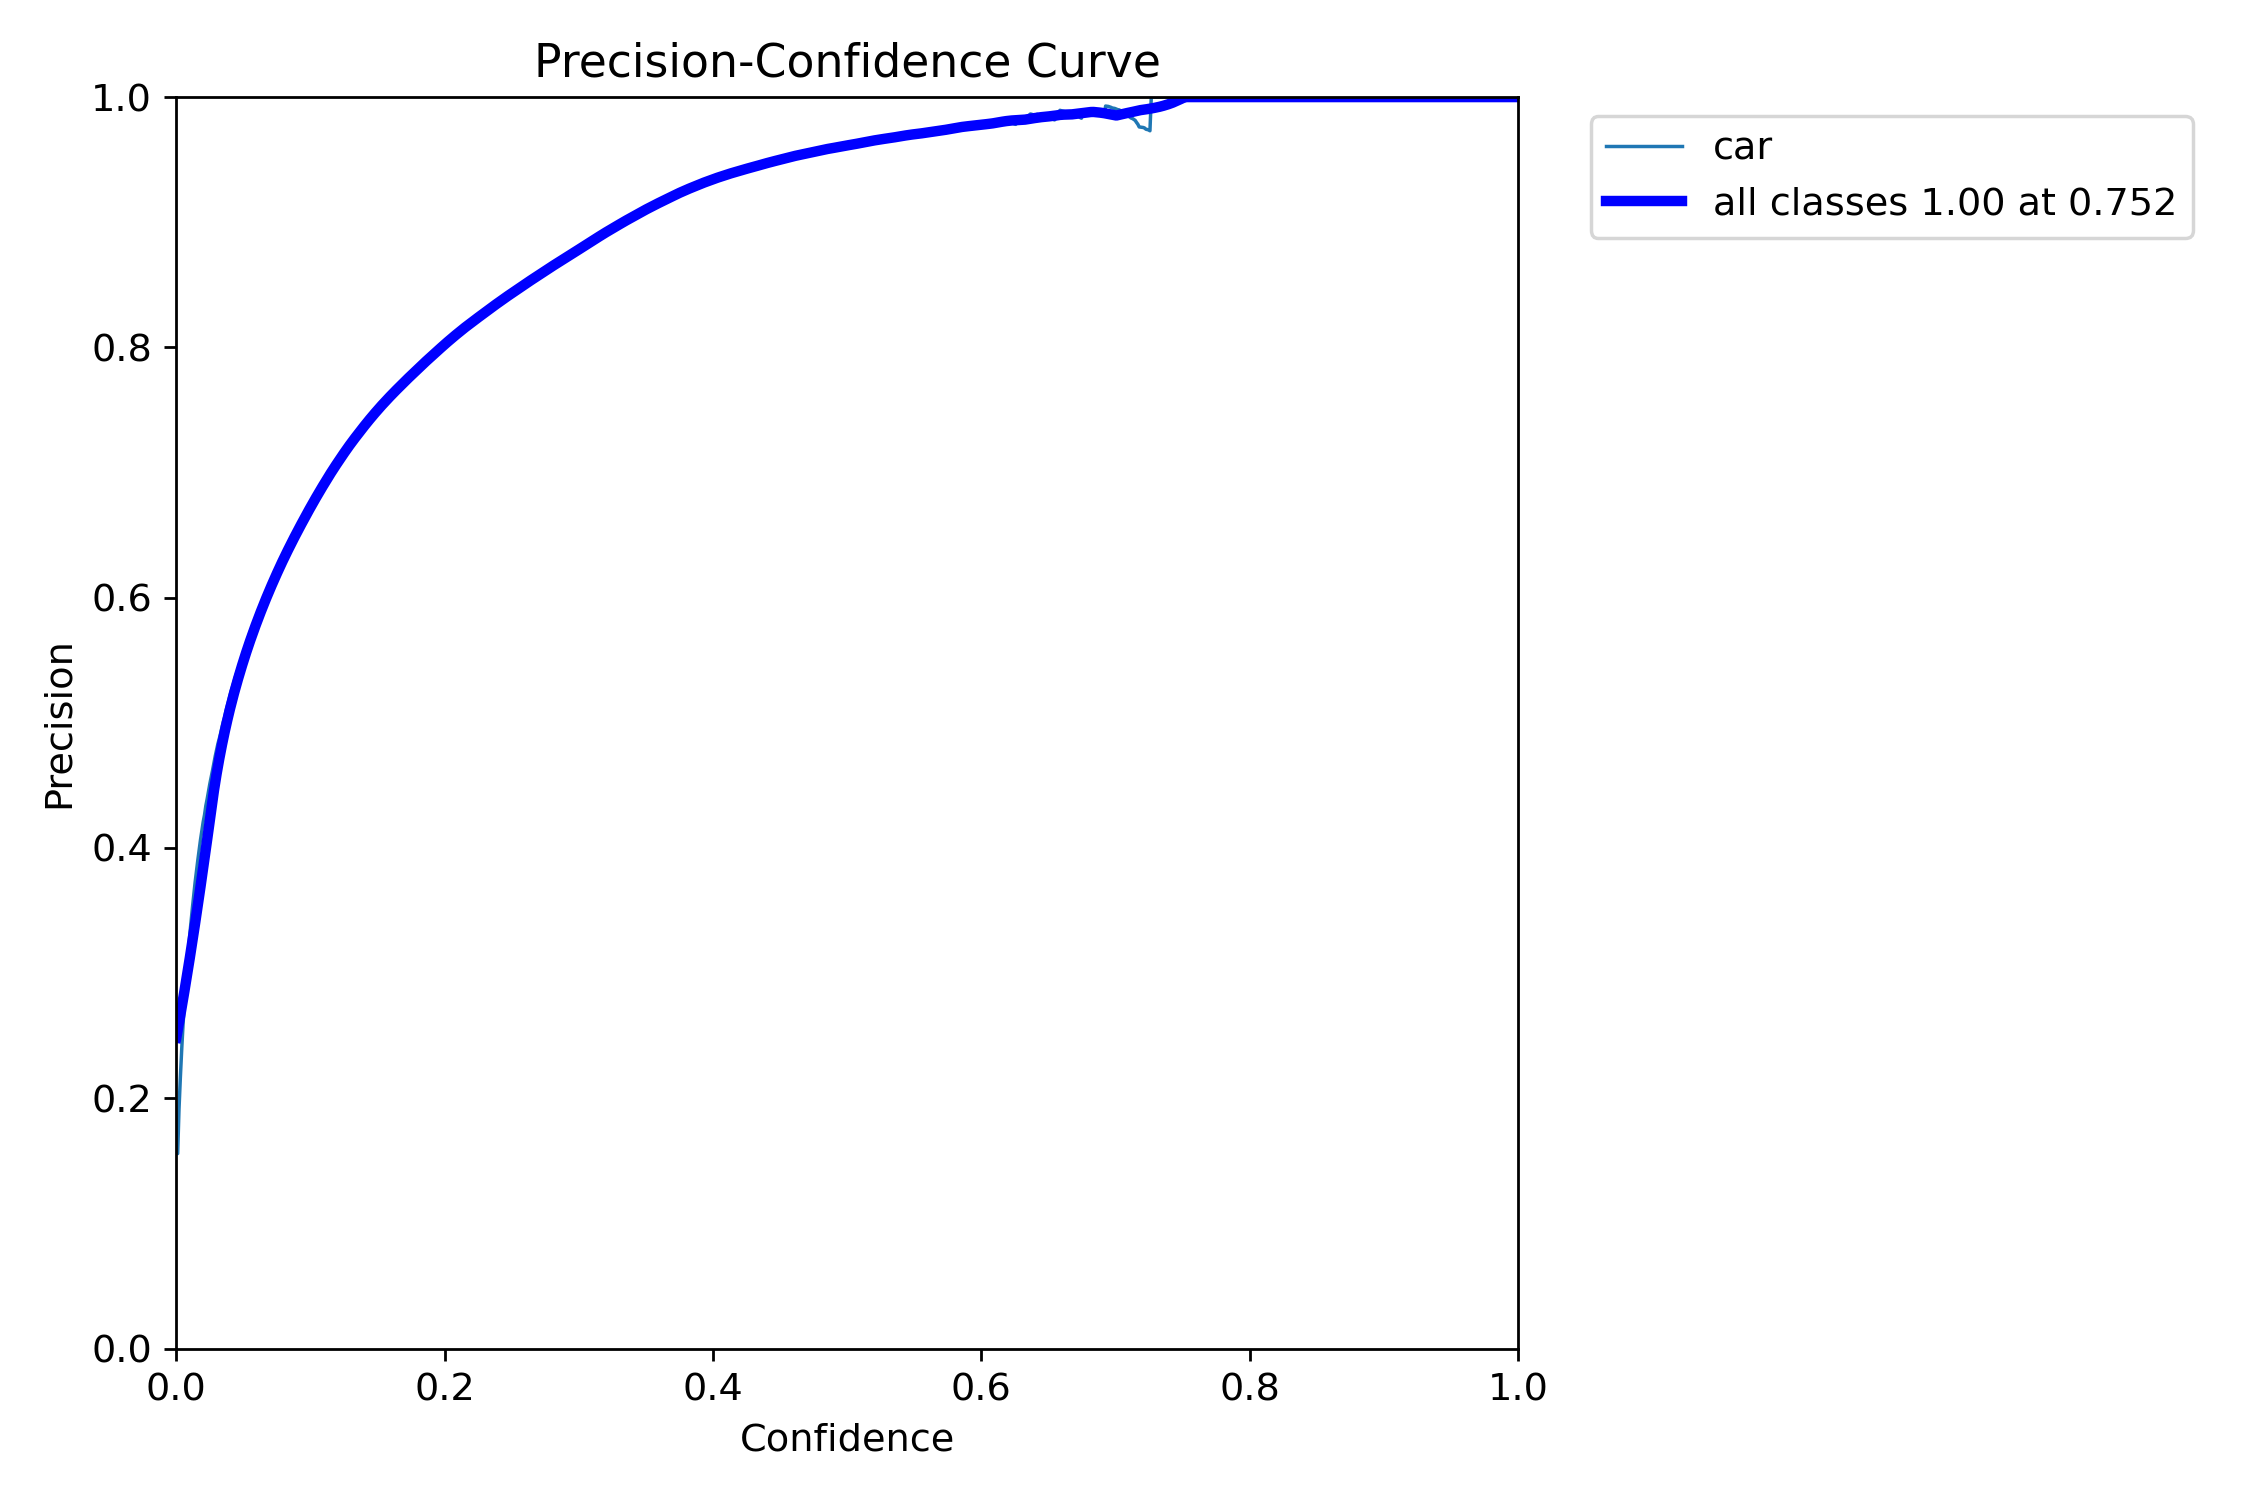 Precision-Confidence Curve
1.0
0.8
0.6
0.4
0.2
0.0
Precision
0.0 0.2 0.4 0.6 0.8 1.0
Confidence
car
all classes 1.00 at 0.752